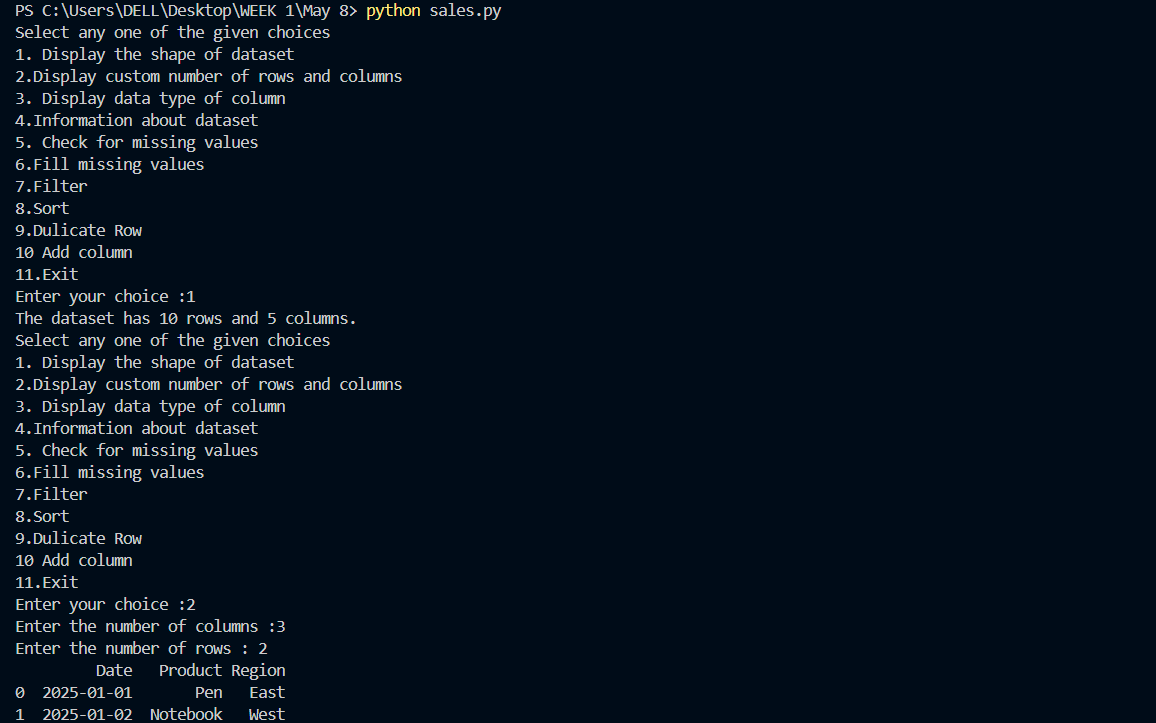 PS C:\Users\DELL\Desktop\WEEK 1\May 8> python sales.py
Select any one of the given choices
1. Display the shape of dataset
2.Display custom number of rows and columns
3. Display data type of column
4.Information about dataset
5. Check for missing values
6.Fill missing values
7.Filter
8.Sort
9.Dulicate Row
10 Add column
11.Exit
Enter your choice :1
The dataset has 10 rows and 5 columns.
Select any one of the given choices
1. Display the shape of dataset
2.Display custom number of rows and columns
3. Display data type of column
4.Information about dataset
5. Check for missing values
6.Fill missing values
7.Filter
8.Sort
9.Dulicate Row
10 Add column
11.Exit
Enter your choice :2
Enter the number of columns :3
Enter the number of rows : 2
         Date   Product Region
0  2025-01-01       Pen   East
1  2025-01-02  Notebook   West